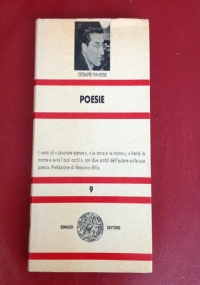 CESARE PAVESE
POESIE
I versi di «Lavorare stanca», «La terra e la morte», «Verrà la
morte e avrà i tuoi occhi», con due scritti dell'autore sulla sua
poesia. Prefazione di Massimo Mila.
9
EINAUDI EDITORE